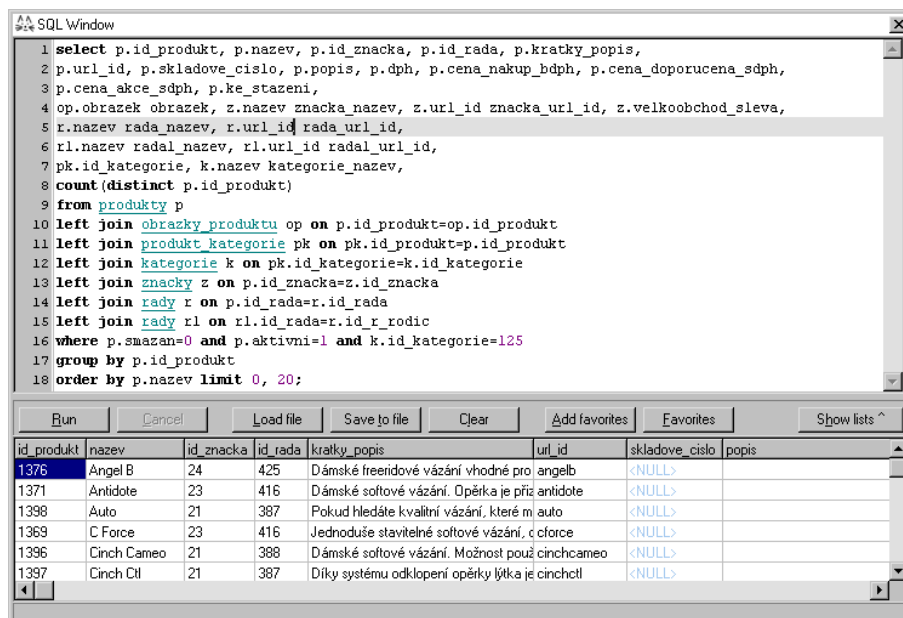 SQL Window
1 select p.id_produkt, p.nazev, p.id_znacka, p.id_rada, p.kratky_popis,
2 p.url_id, p.skladove_cislo, p.popis, p.dph, p.cena_nakup_bdph, p.cena_doporucena_sdph,
3 p.cena_akce_sdph, p.ke_stazeni,
4 op.obrazek obrazek, z.nazev znacka_nazev, z.url_id znacka_url_id, z.velkoobchod_sleva,
5 r.nazev rada_nazev, r.url_id rada_url_id,
6 r1.nazev rada1_nazev, r1.url_id rada1_url_id,
7 pk.id_kategorie, k.nazev kategorie_nazev,
8 count(distinct p.id_produkt)
9 from produkty p
10 left join obrazky_produktu op on p.id_produkt=op.id_produkt
11 left join produkt_kategorie pk on pk.id_produkt=p.id_produkt
12 left join kategorie k on pk.id_kategorie=k.id_kategorie
13 left join znacky z on p.id_znacka=z.id_znacka
14 left join rady r on p.id_rada=r.id_rada
15 left join rady r1 on r1.id_rada=r.id_r_rodic
16 where p.smazan=0 and p.aktivni=1 and k.id_kategorie=125
17 group by p.id_produkt
18 order by p.nazev limit 0, 20;
Run Cancel Load file Save to file Clear Add favorites Favorites Show lists ^
id_produkt nazev id_znacka id_rada kratky_popis url_id skladove_cislo popis
1376 Angel B 24 425 Dámské freeridové vázání vhodné pro angelb <NULL>
1371 Antidote 23 416 Dámské softové vázání. Opěrka je přiz antidote <NULL>
1398 Auto 21 387 Pokud hledáte kvalitní vázání, které m auto <NULL>
1369 C Force 23 416 Jednoduše stavitelné softové vázání, cforce <NULL>
1396 Cinch Cameo 21 388 Dámské softové vázání. Možnost použ cinchcameo <NULL>
1397 Cinch Ctl 21 387 Díky systému odklopení opěrky lýtka je cinchctl <NULL>